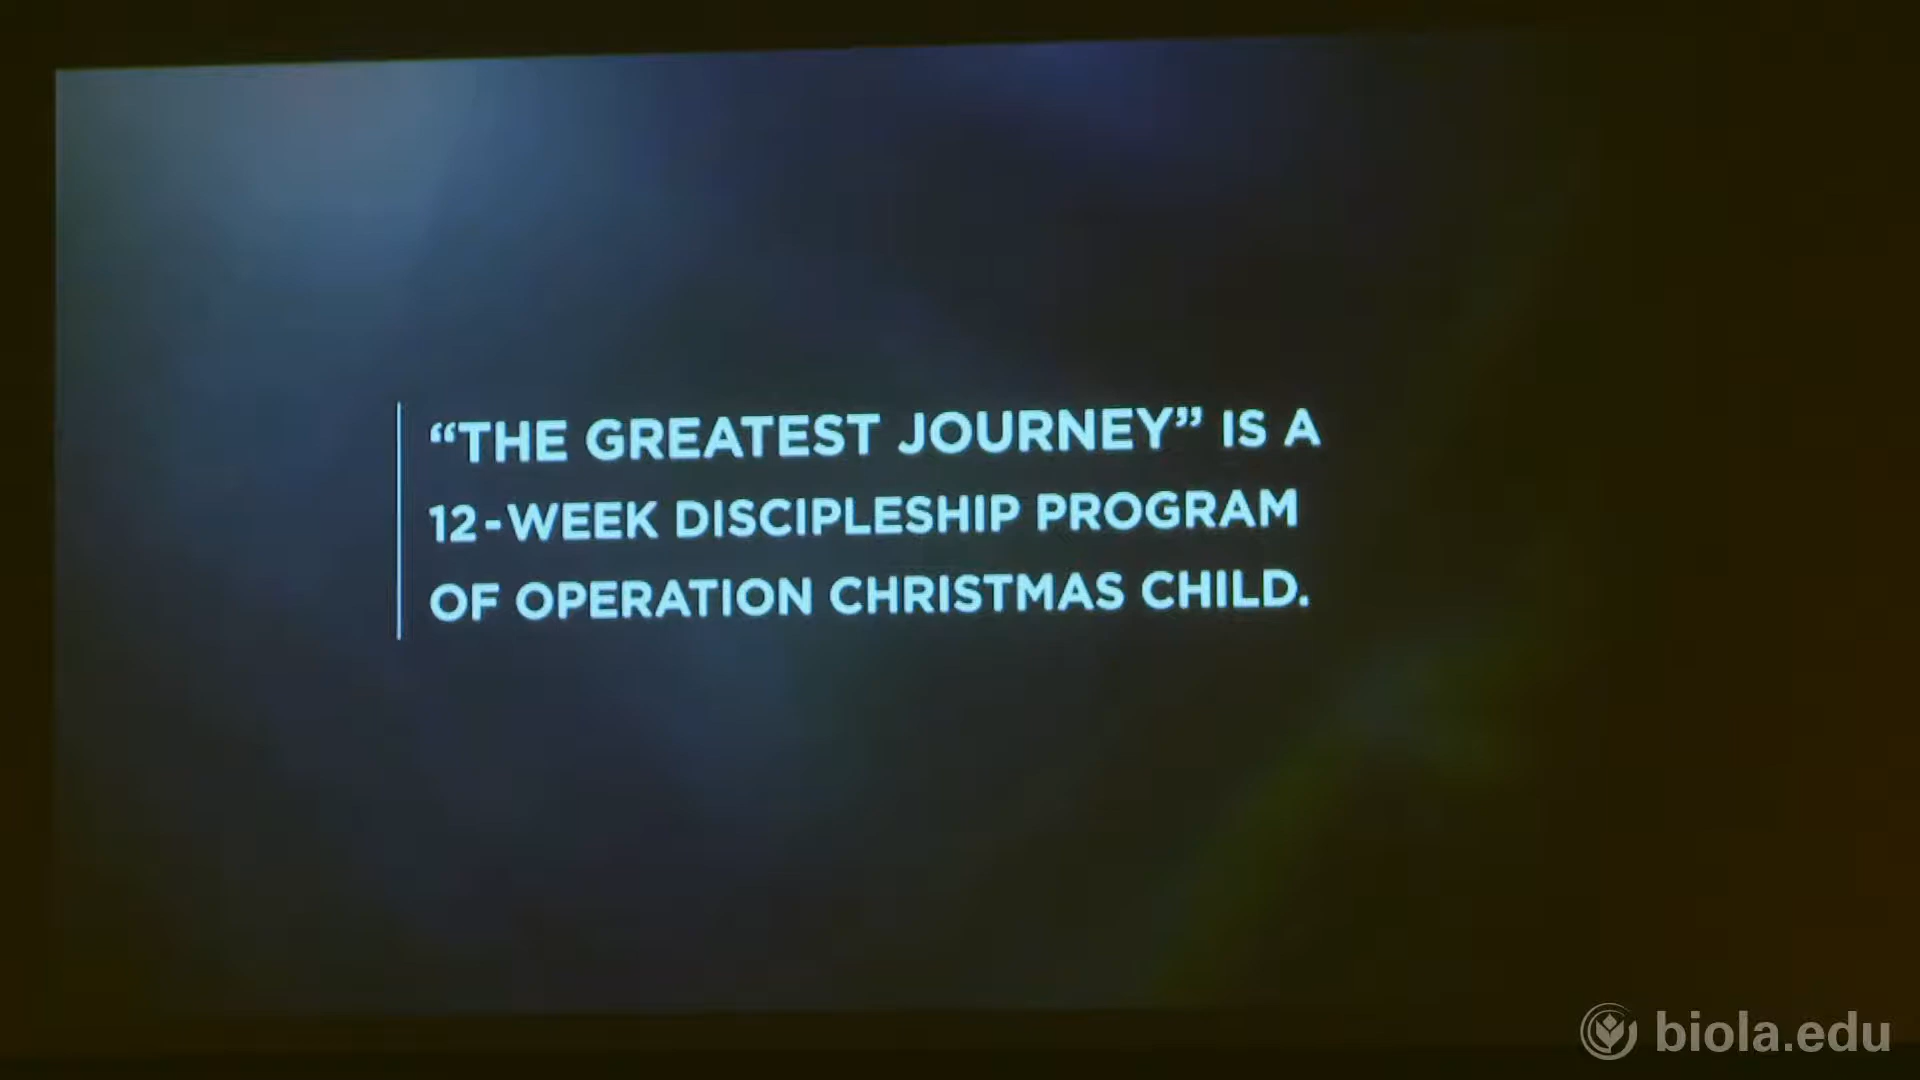 “THE GREATEST JOURNEY” IS A
12-WEEK DISCIPLESHIP PROGRAM
OF OPERATION CHRISTMAS CHILD.
biola.edu